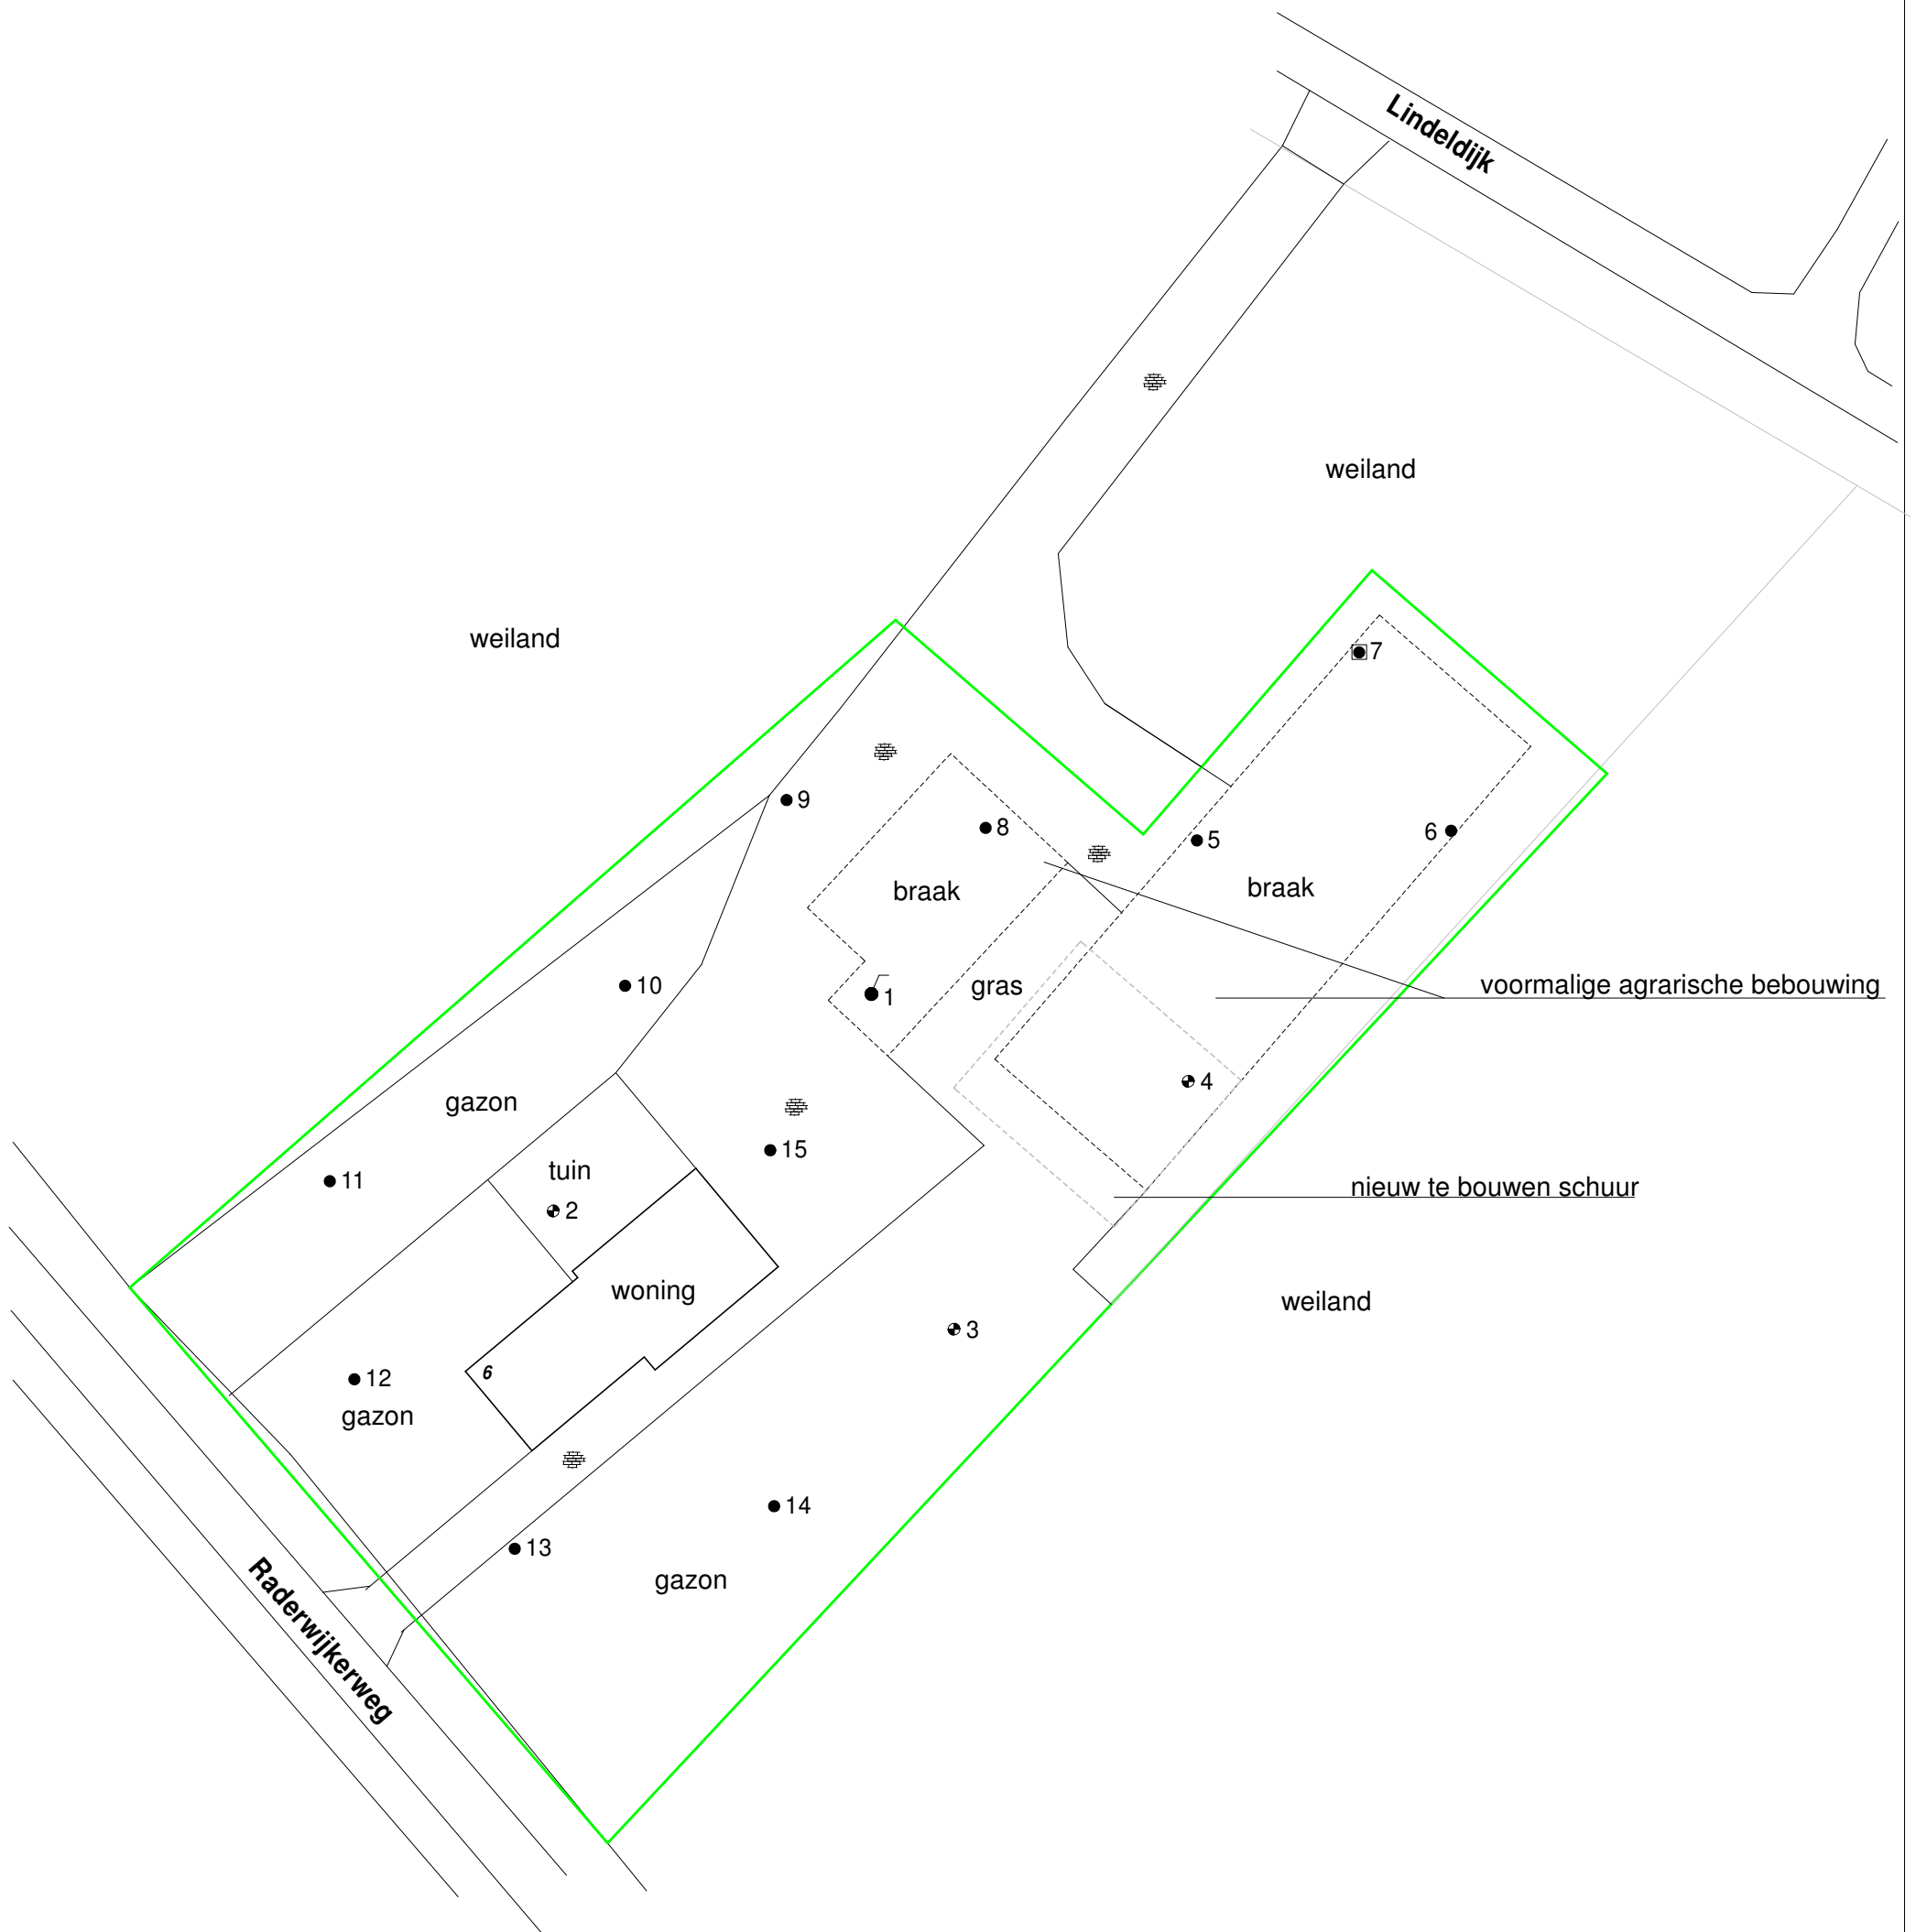 Lindeldijk
weiland
weiland
7
9
8
5
6
braak
braak
10
1
gras
voormalige agrarische bebouwing
4
gazon
15
tuin
11
2
nieuw te bouwen schuur
woning
weiland
3
6
12
gazon
14
13
gazon
Raderwijkerweg